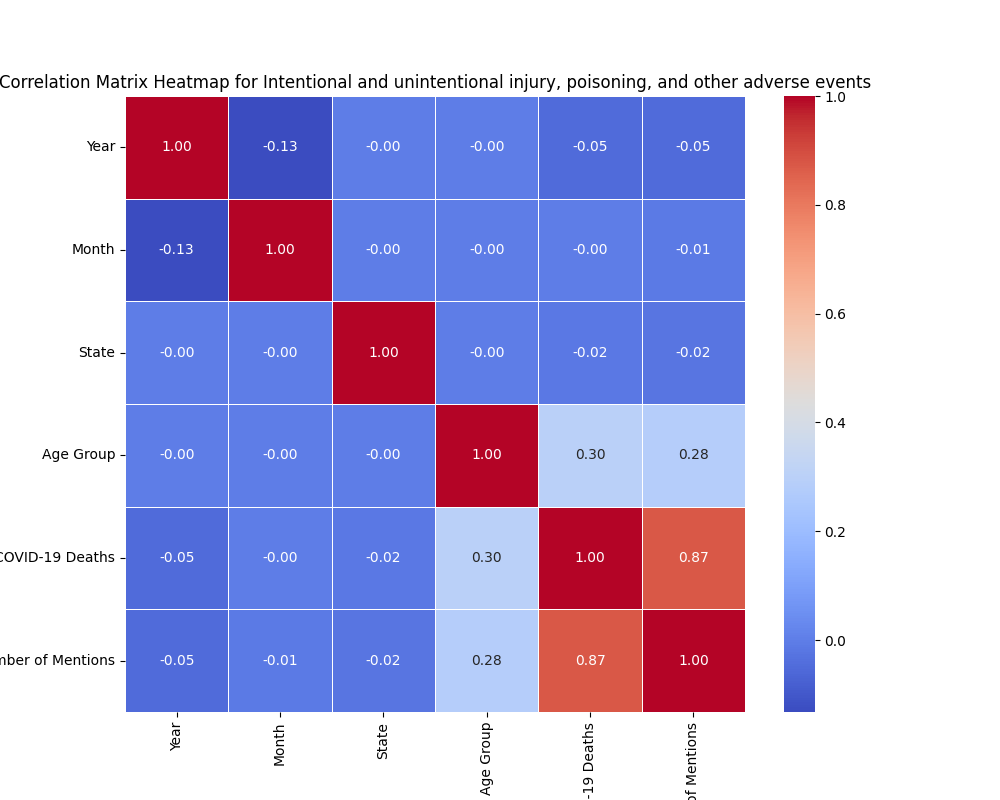 Correlation Matrix Heatmap for Intentional and unintentional injury, poisoning, and other adverse events
Year 1.00 -0.13 -0.00 -0.00 -0.05 -0.05
Month -0.13 1.00 -0.00 -0.00 -0.00 -0.01
State -0.00 -0.00 1.00 -0.00 -0.02 -0.02
Age Group -0.00 -0.00 -0.00 1.00 0.30 0.28
COVID-19 Deaths -0.05 -0.00 -0.02 0.30 1.00 0.87
mber of Mentions -0.05 -0.01 -0.02 0.28 0.87 1.00
Year
Month
State
Age Group
-19 Deaths
of Mentions
1.0
0.8
0.6
0.4
0.2
0.0